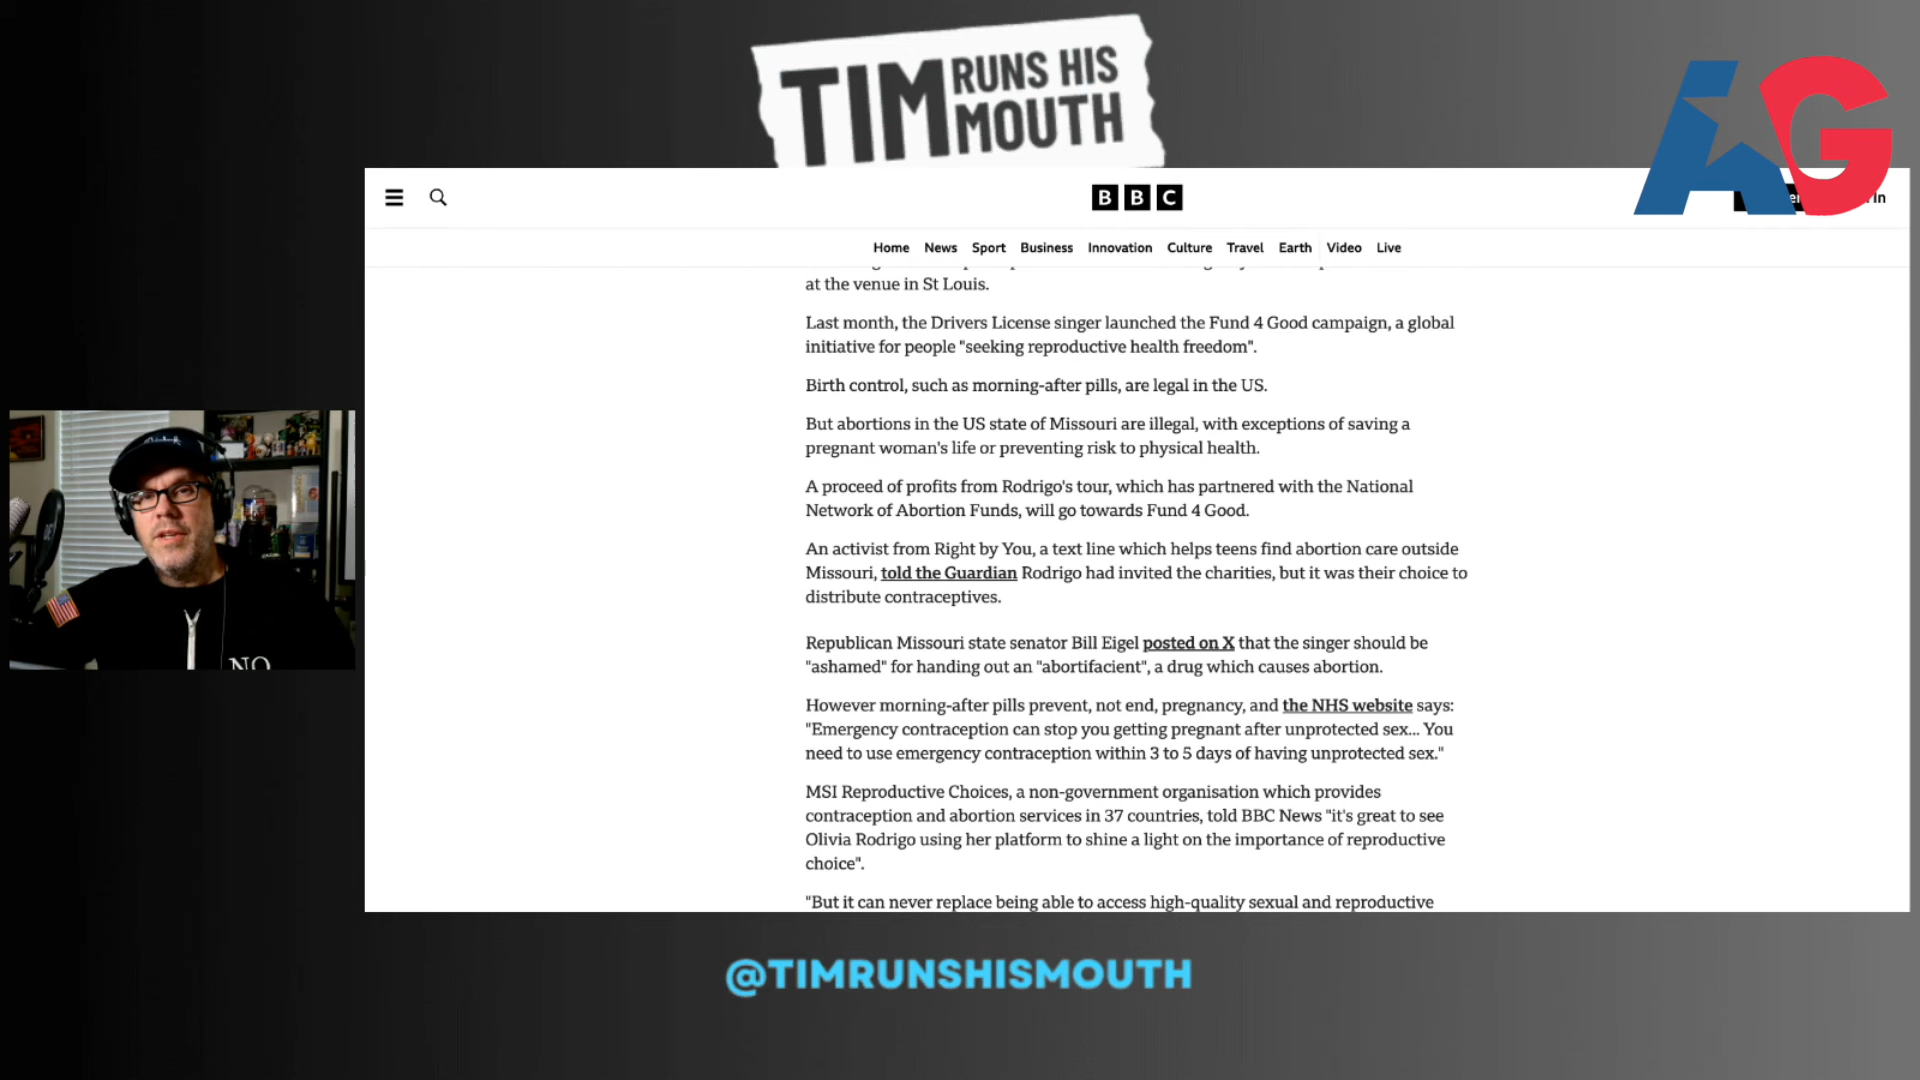 TIM RUNS HIS
MOUTH
AG
BBC
In
Home News Sport Business Innovation Culture Travel Earth Video Live
at the venue in St Louis.
Last month, the Drivers License singer launched the Fund 4 Good campaign, a global
initiative for people "seeking reproductive health freedom".
Birth control, such as morning-after pills, are legal in the US.
But abortions in the US state of Missouri are illegal, with exceptions of saving a
pregnant woman's life or preventing risk to physical health.
A proceed of profits from Rodrigo's tour, which has partnered with the National
Network of Abortion Funds, will go towards Fund 4 Good.
An activist from Right by You, a text line which helps teens find abortion care outside
Missouri, told the Guardian Rodrigo had invited the charities, but it was their choice to
distribute contraceptives.
Republican Missouri state senator Bill Eigel posted on X that the singer should be
"ashamed" for handing out an "abortifacient", a drug which causes abortion.
However morning-after pills prevent, not end, pregnancy, and the NHS website says:
"Emergency contraception can stop you getting pregnant after unprotected sex... You
need to use emergency contraception within 3 to 5 days of having unprotected sex."
MSI Reproductive Choices, a non-government organisation which provides
contraception and abortion services in 37 countries, told BBC News "it's great to see
Olivia Rodrigo using her platform to shine a light on the importance of reproductive
choice".
"But it can never replace being able to access high-quality sexual and reproductive
NO
@TIMRUNSHISMOUTH